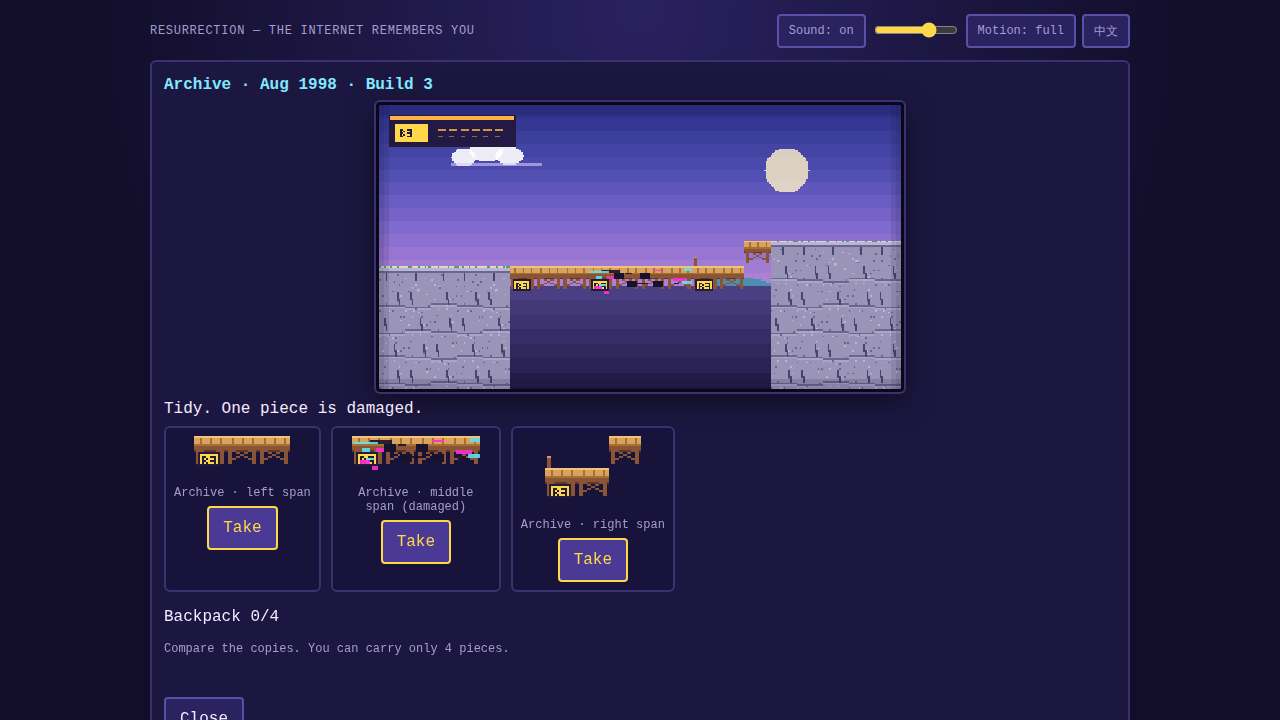 RESURRECTION — THE INTERNET REMEMBERS YOU
Sound: on
Motion: full
中文
Archive · Aug 1998 · Build 3
Tidy. One piece is damaged.
Archive · left span
Take
Archive · middle
span (damaged)
Take
Archive · right span
Take
Backpack 0/4
Compare the copies. You can carry only 4 pieces.
Close